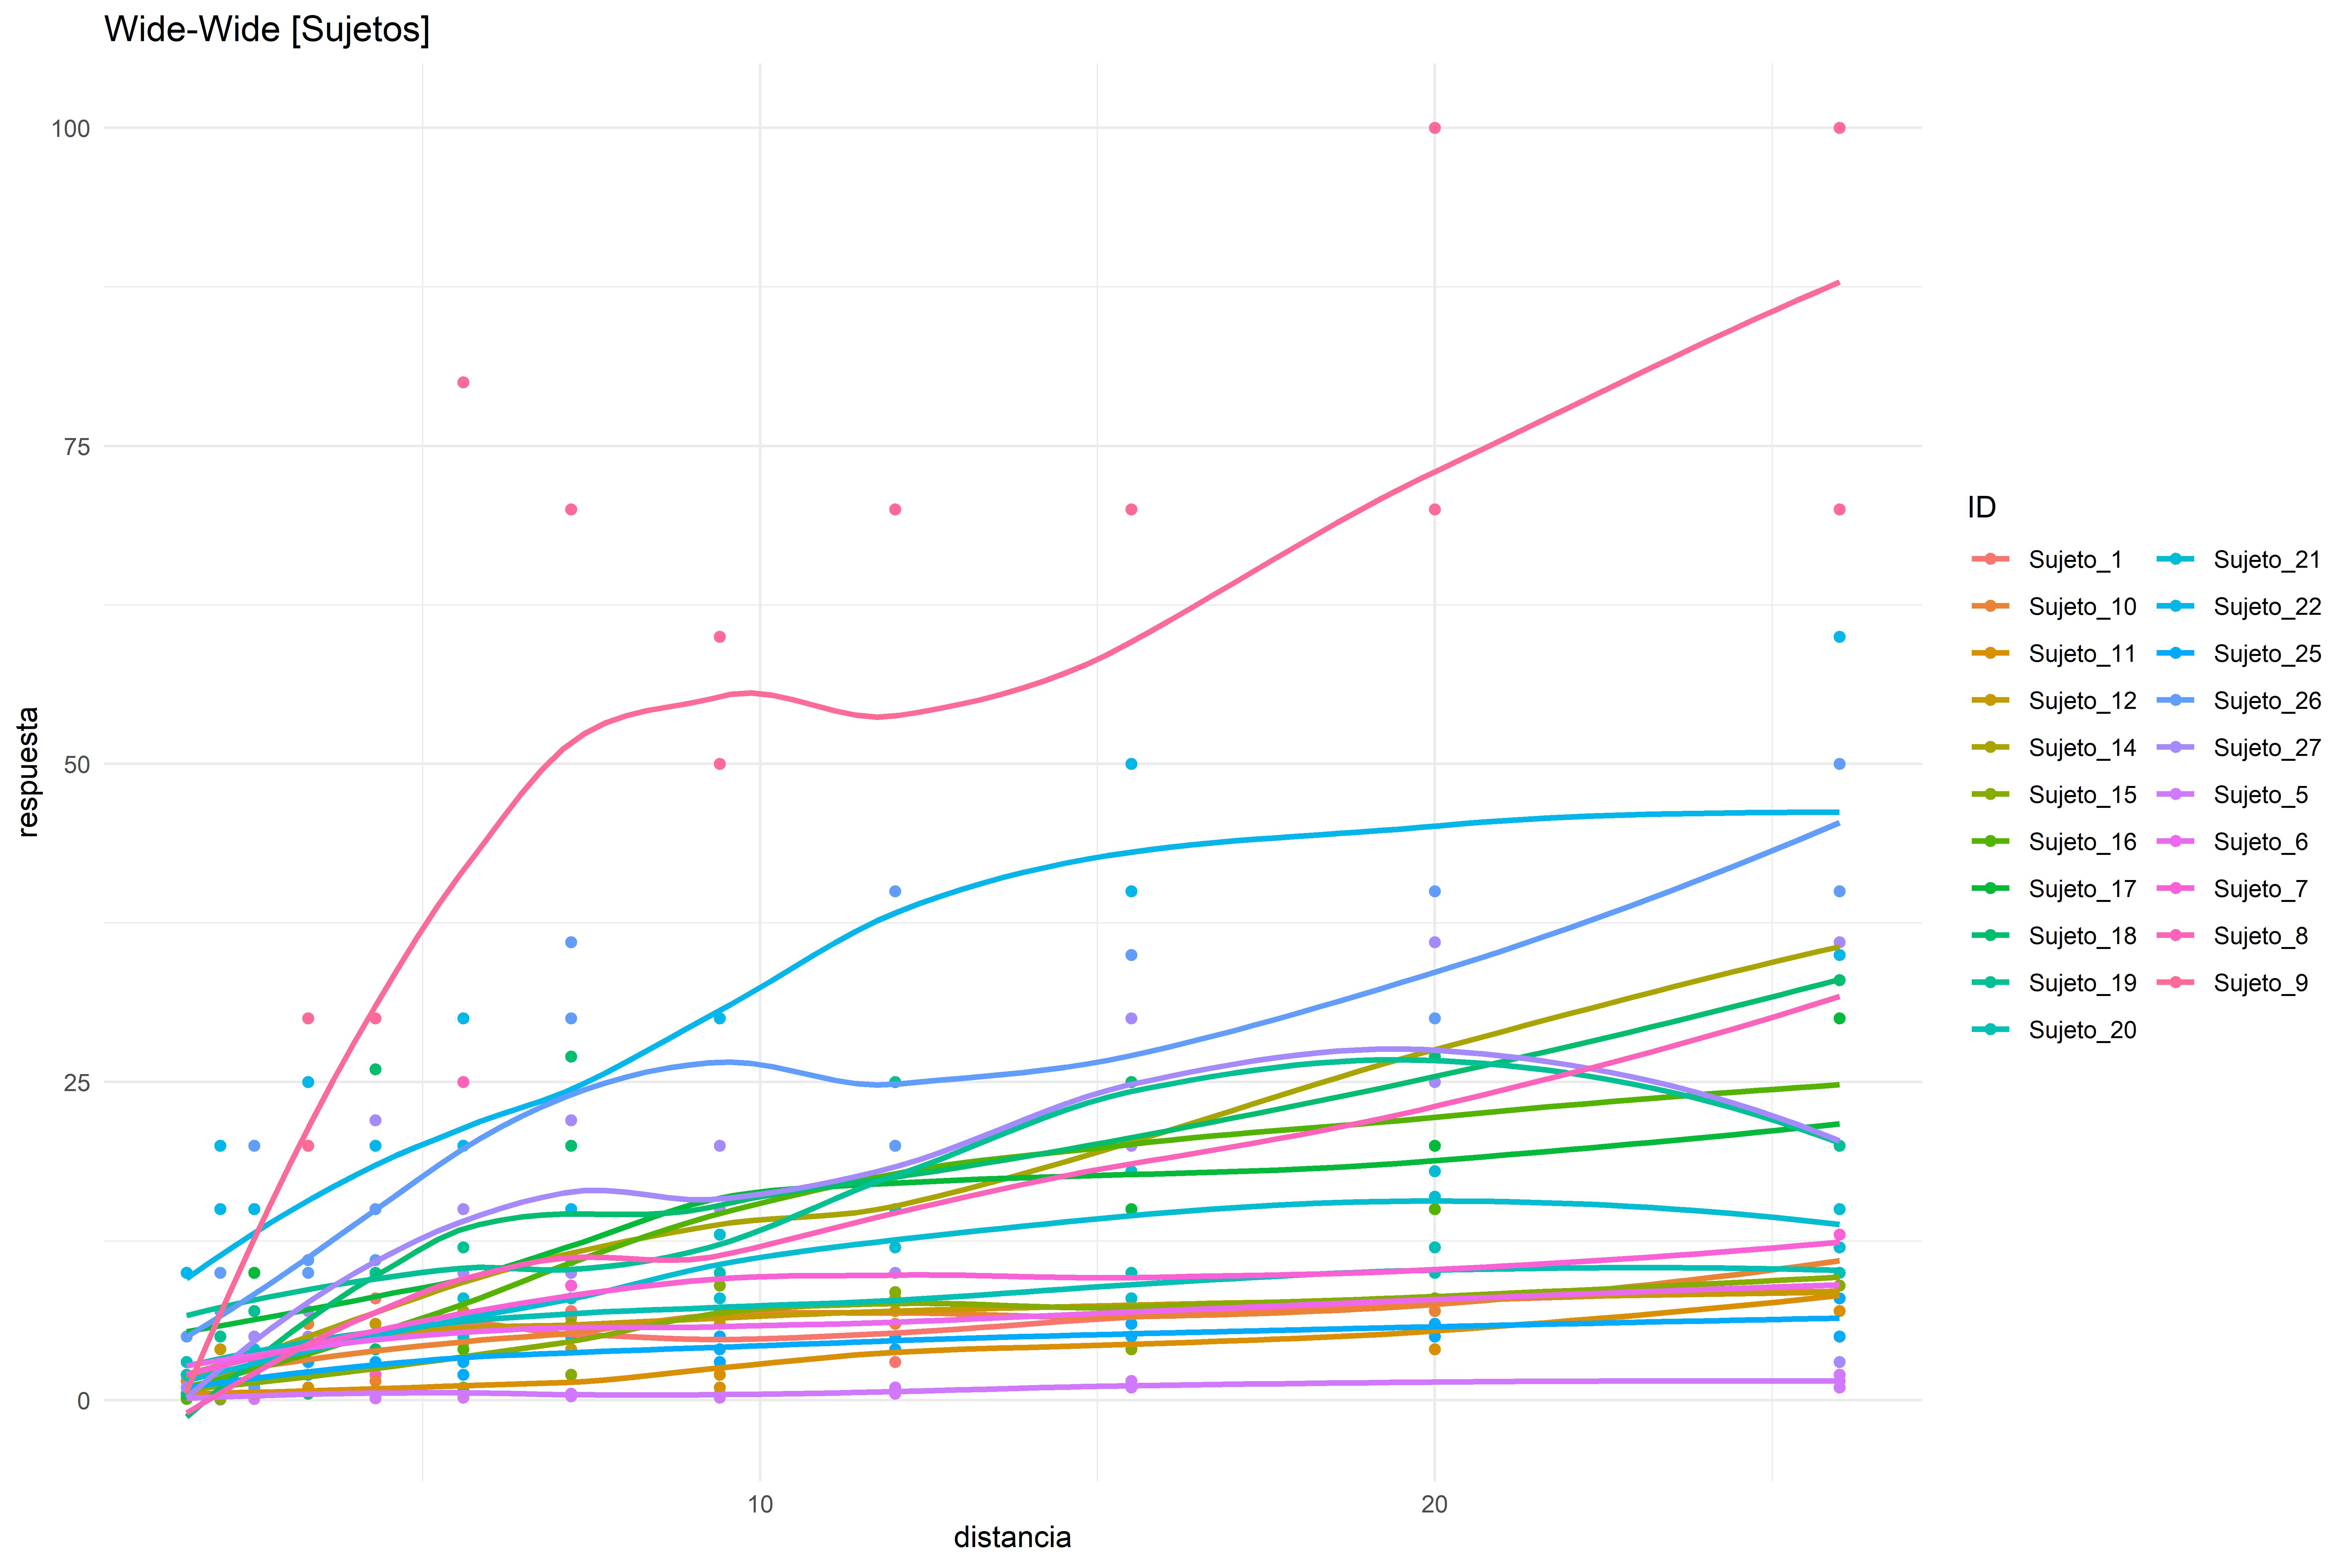 Wide-Wide [Sujetos]
100
75
50
25
0
respuesta
10
20
distancia
ID
Sujeto_1
Sujeto_10
Sujeto_11
Sujeto_12
Sujeto_14
Sujeto_15
Sujeto_16
Sujeto_17
Sujeto_18
Sujeto_19
Sujeto_20
Sujeto_21
Sujeto_22
Sujeto_25
Sujeto_26
Sujeto_27
Sujeto_5
Sujeto_6
Sujeto_7
Sujeto_8
Sujeto_9